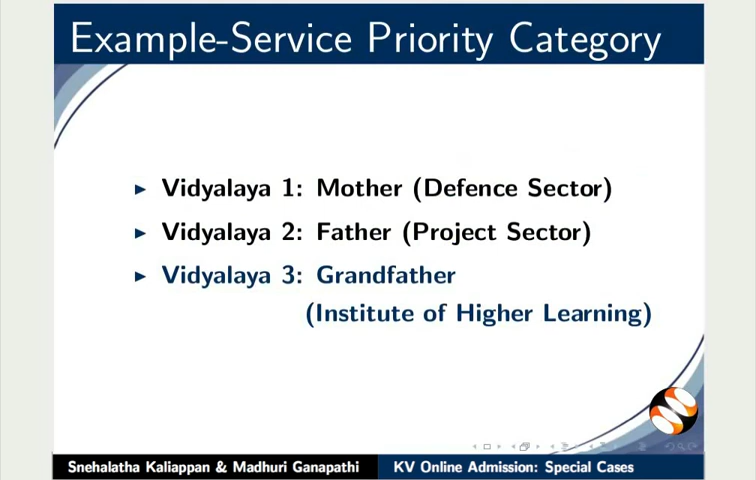 Example-Service Priority Category
Vidyalaya 1: Mother (Defence Sector)
Vidyalaya 2: Father (Project Sector)
Vidyalaya 3: Grandfather
(Institute of Higher Learning)
Snehalatha Kaliappan & Madhuri Ganapathi KV Online Admission: Special Cases